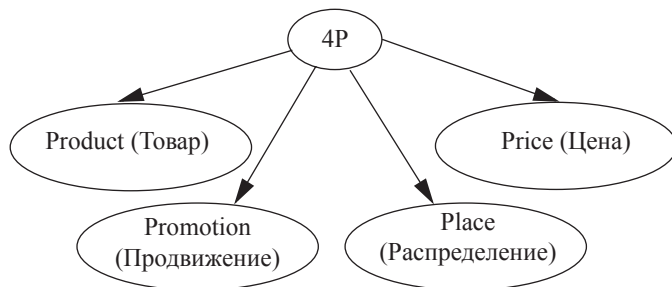 4P
Product (Товар)
Price (Цена)
Promotion
(Продвижение)
Place
(Распределение)